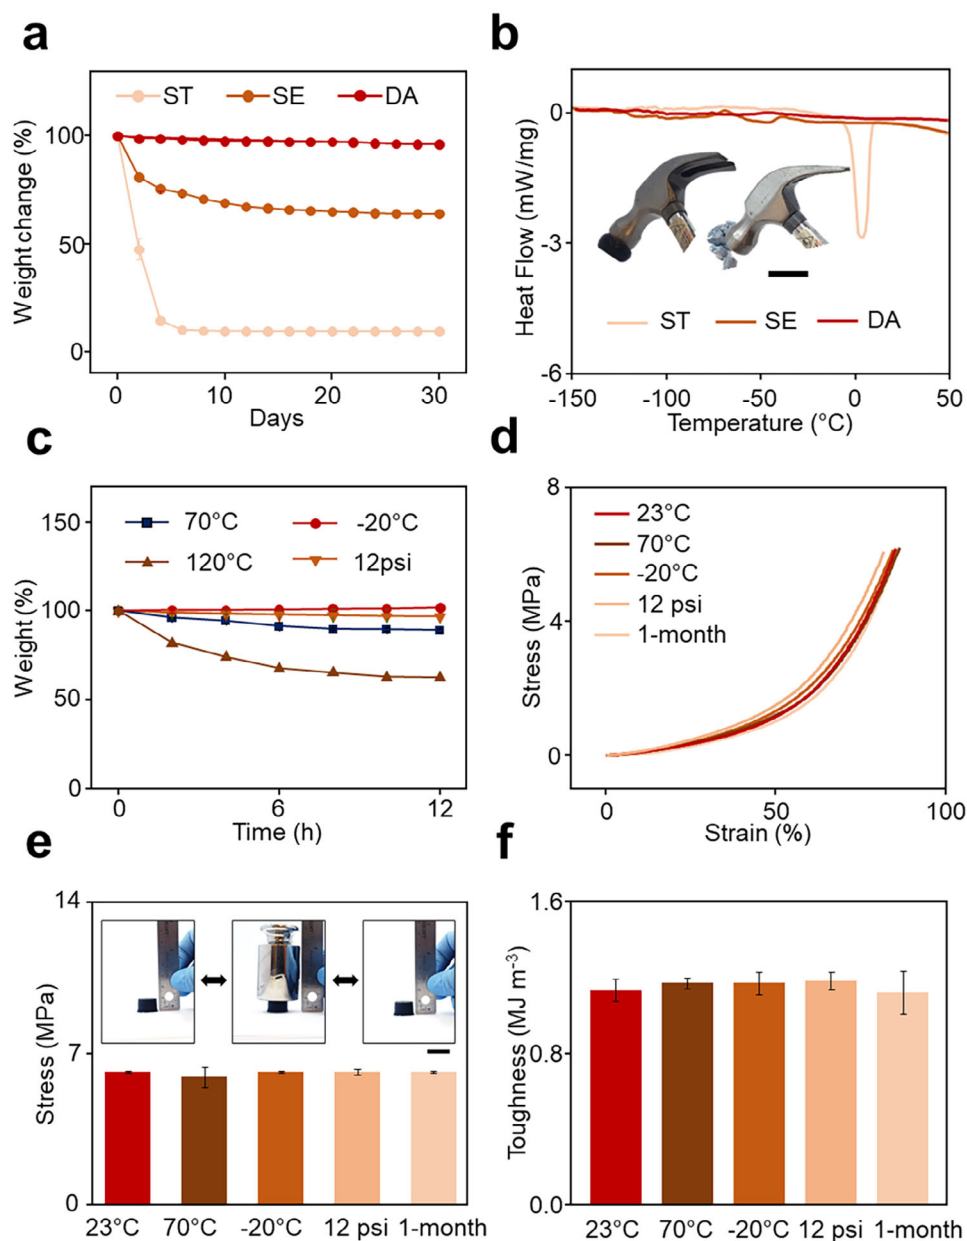 a
ST SE DA
Weight change (%)
100
50
0
0 10 20 30
Days
b
Heat Flow (mW/mg)
0
-3
-6
ST SE DA
-150 -100 -50 0 50
Temperature (°C)
c
Weight (%)
150
100
50
0
70°C -20°C
120°C 12psi
0 6 12
Time (h)
d
Stress (MPa)
8
4
0
23°C
70°C
-20°C
12 psi
1-month
0 50 100
Strain (%)
e
Stress (MPa)
14
7
0
23°C 70°C -20°C 12 psi 1-month
f
Toughness (MJ m⁻³)
1.6
0.8
0.0
23°C 70°C -20°C 12 psi 1-month